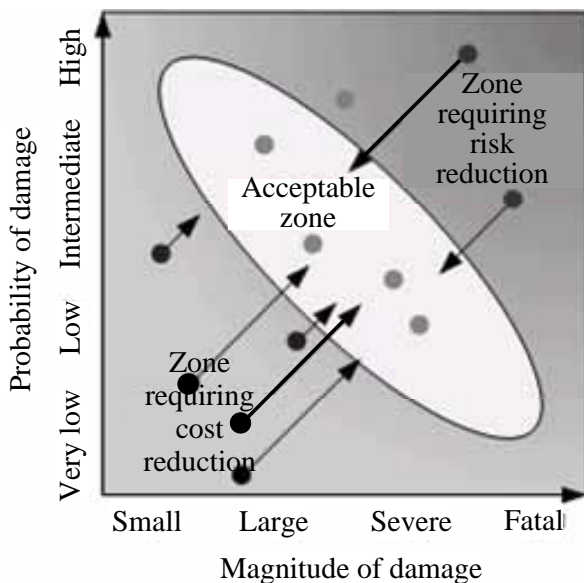 Probability of damage
High
Intermediate
Low
Very low
Zone
requiring
risk
reduction
Acceptable
zone
Zone
requiring
cost
reduction
Small
Large
Severe
Fatal
Magnitude of damage